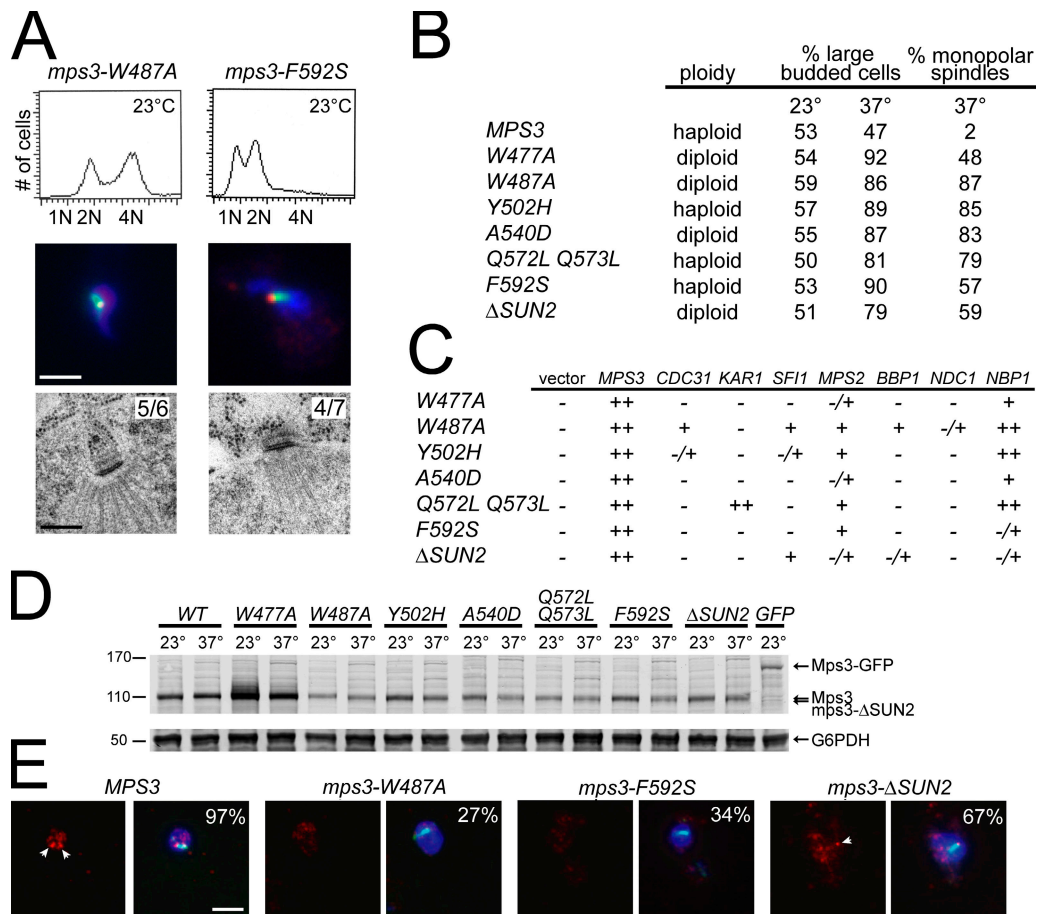 A
mps3-W487A mps3-F592S
23°C 23°C
# of cells
1N 2N 4N 1N 2N 4N
5/6 4/7
B
ploidy % large budded cells % monopolar spindles
23° 37° 37°
MPS3 haploid 53 47 2
W477A diploid 54 92 48
W487A diploid 59 86 87
Y502H haploid 57 89 85
A540D diploid 55 87 83
Q572L Q573L haploid 50 81 79
F592S haploid 53 90 57
ΔSUN2 diploid 51 79 59
C
vector MPS3 CDC31 KAR1 SFI1 MPS2 BBP1 NDC1 NBP1
W477A - ++ - - - -/+ - - +
W487A - ++ + - + + + -/+ ++
Y502H - ++ -/+ - -/+ + - - ++
A540D - ++ - - - -/+ - - +
Q572L Q573L - ++ - ++ - + - - ++
F592S - ++ - - - + - - -/+
ΔSUN2 - ++ - - + -/+ -/+ - -/+
D
WT W477A W487A Y502H A540D Q572L Q573L F592S ΔSUN2 GFP
23° 37° 23° 37° 23° 37° 23° 37° 23° 37° 23° 37° 23° 37° 23° 37° 23°
170
Mps3-GFP
110
Mps3
mps3-ΔSUN2
50
G6PDH
E
MPS3 mps3-W487A mps3-F592S mps3-ΔSUN2
97% 27% 34% 67%